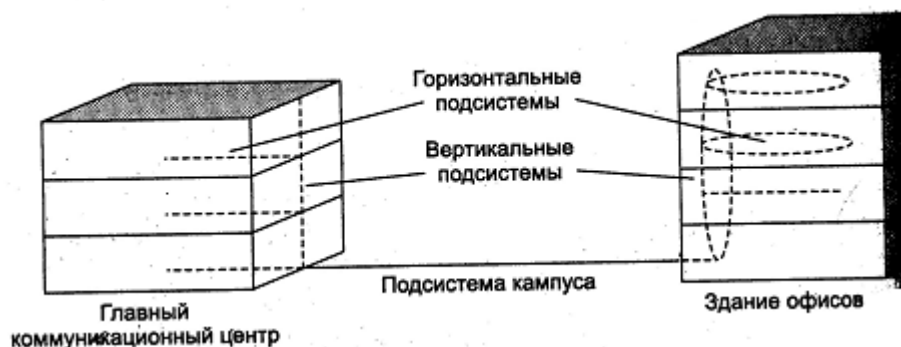 Горизонтальные
подсистемы
Вертикальные
подсистемы
Подсистема кампуса
Главный
коммуникационный центр
Здание офисов